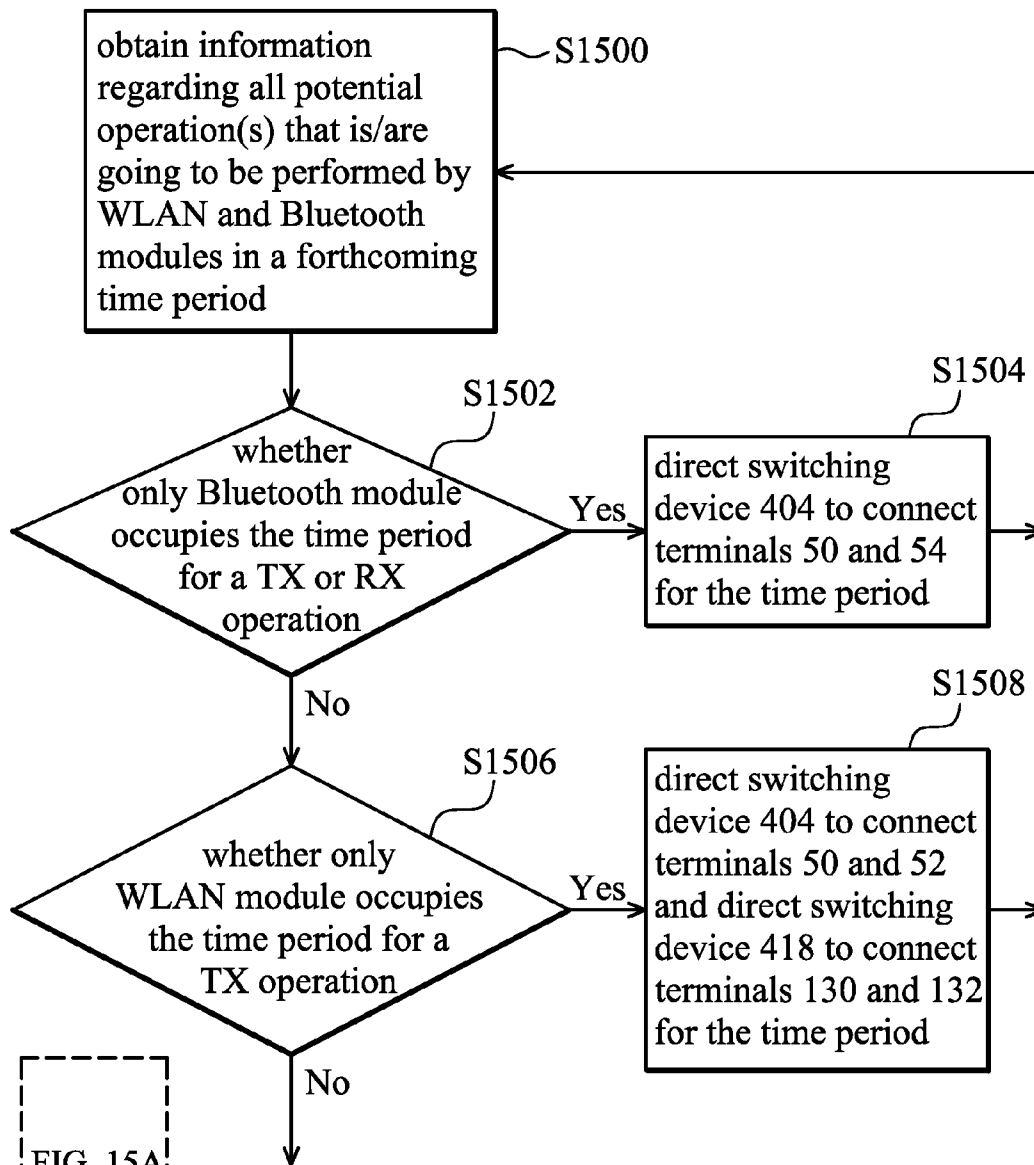 obtain information
regarding all potential
operation(s) that is/are
going to be performed by
WLAN and Bluetooth
modules in a forthcoming
time period
S1500
S1502
whether
only Bluetooth module
occupies the time period
for a TX or RX
operation
Yes
S1504
direct switching
device 404 to connect
terminals 50 and 54
for the time period
No
S1506
whether only
WLAN module occupies
the time period for a
TX operation
Yes
S1508
direct switching
device 404 to connect
terminals 50 and 52
and direct switching
device 418 to connect
terminals 130 and 132
for the time period
No
FIG. 15A